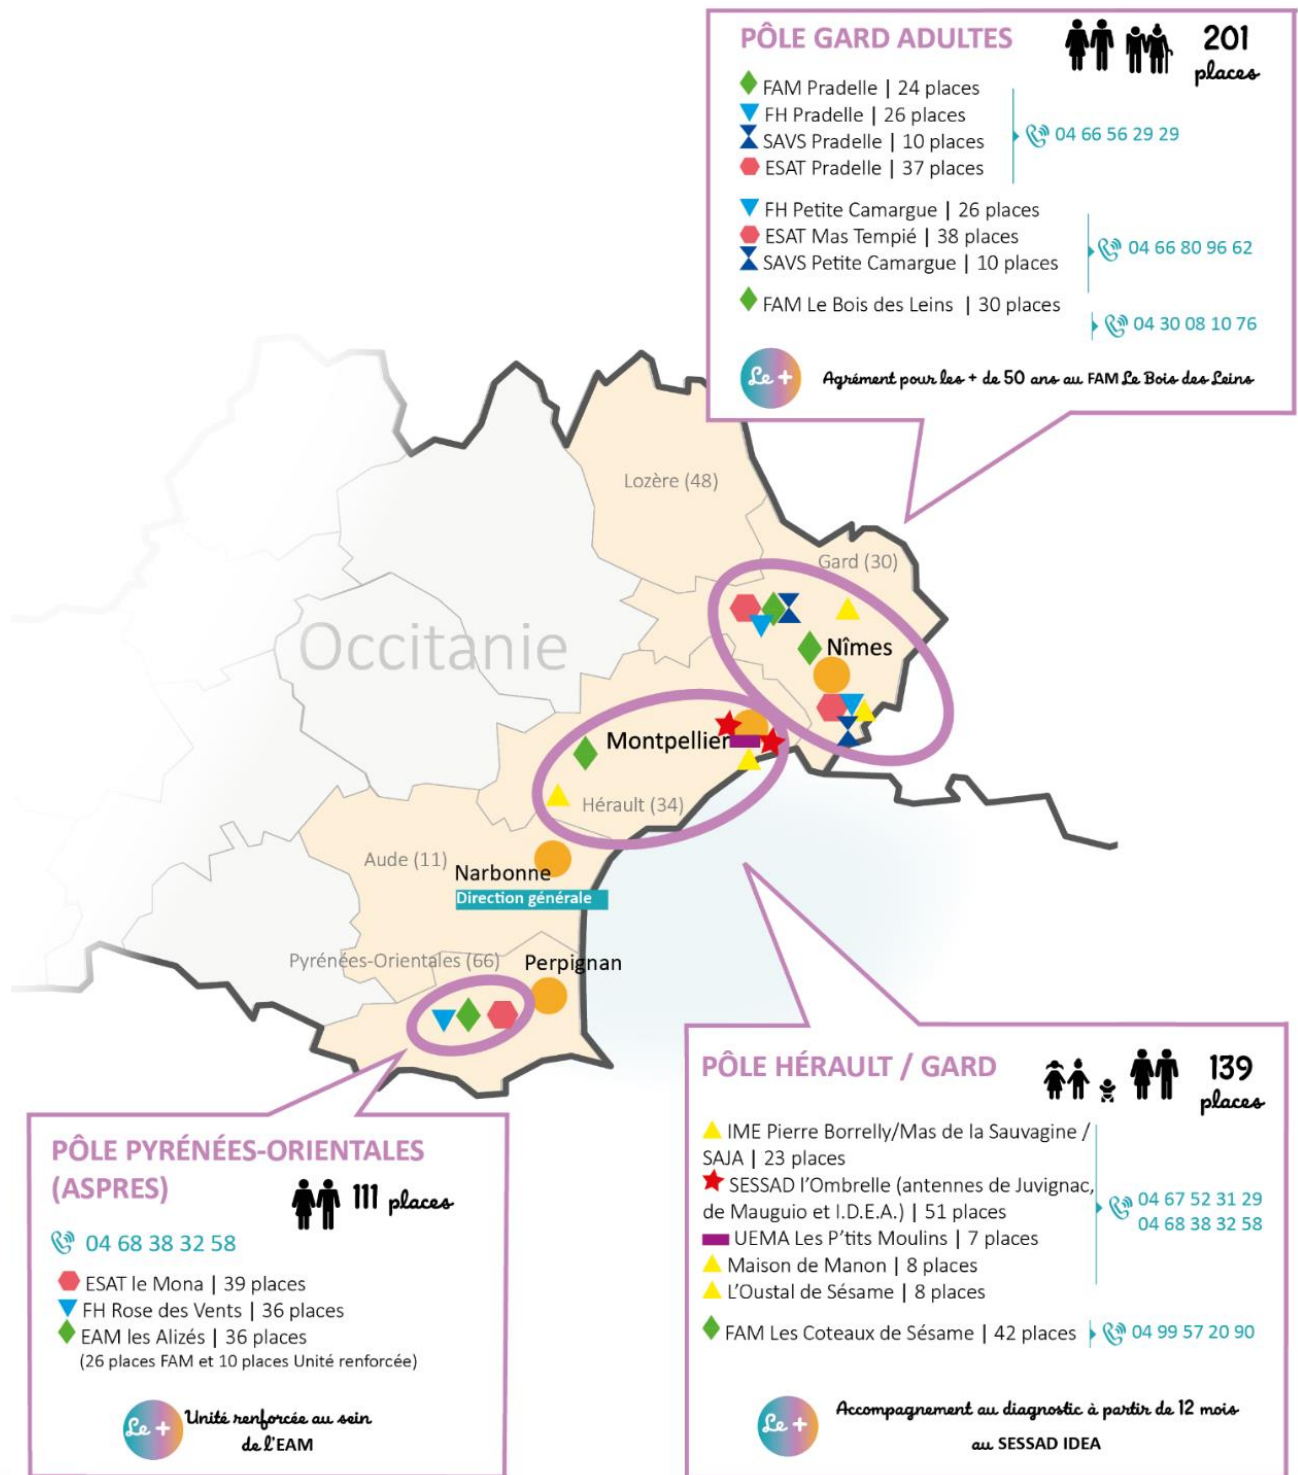 PÔLE GARD ADULTES
201
places
FAM Pradelle | 24 places
FH Pradelle | 26 places
SAVS Pradelle | 10 places
ESAT Pradelle | 37 places
04 66 56 29 29
FH Petite Camargue | 26 places
ESAT Mas Tempié | 38 places
SAVS Petite Camargue | 10 places
04 66 80 96 62
FAM Le Bois des Leins | 30 places
04 30 08 10 76
Le +
Agrément pour les + de 50 ans au FAM Le Bois des Leins
Lozère (48)
Gard (30)
Occitanie
Nîmes
Montpellier
Hérault (34)
Aude (11)
Narbonne
Direction générale
Pyrénées-Orientales (66)
Perpignan
PÔLE PYRÉNÉES-ORIENTALES
(ASPRES)
111 places
04 68 38 32 58
ESAT le Mona | 39 places
FH Rose des Vents | 36 places
EAM les Alizés | 36 places
(26 places FAM et 10 places Unité renforcée)
Le +
Unité renforcée au sein
de l'EAM
PÔLE HÉRAULT / GARD
139
places
IME Pierre Borrelly/Mas de la Sauvagine /
SAJA | 23 places
SESSAD l'Ombrelle (antennes de Juvignac,
de Mauguio et I.D.E.A.) | 51 places
UEMA Les P'tits Moulins | 7 places
Maison de Manon | 8 places
L'Oustal de Sésame | 8 places
04 67 52 31 29
04 68 38 32 58
FAM Les Coteaux de Sésame | 42 places
04 99 57 20 90
Le +
Accompagnement au diagnostic à partir de 12 mois
au SESSAD IDEA